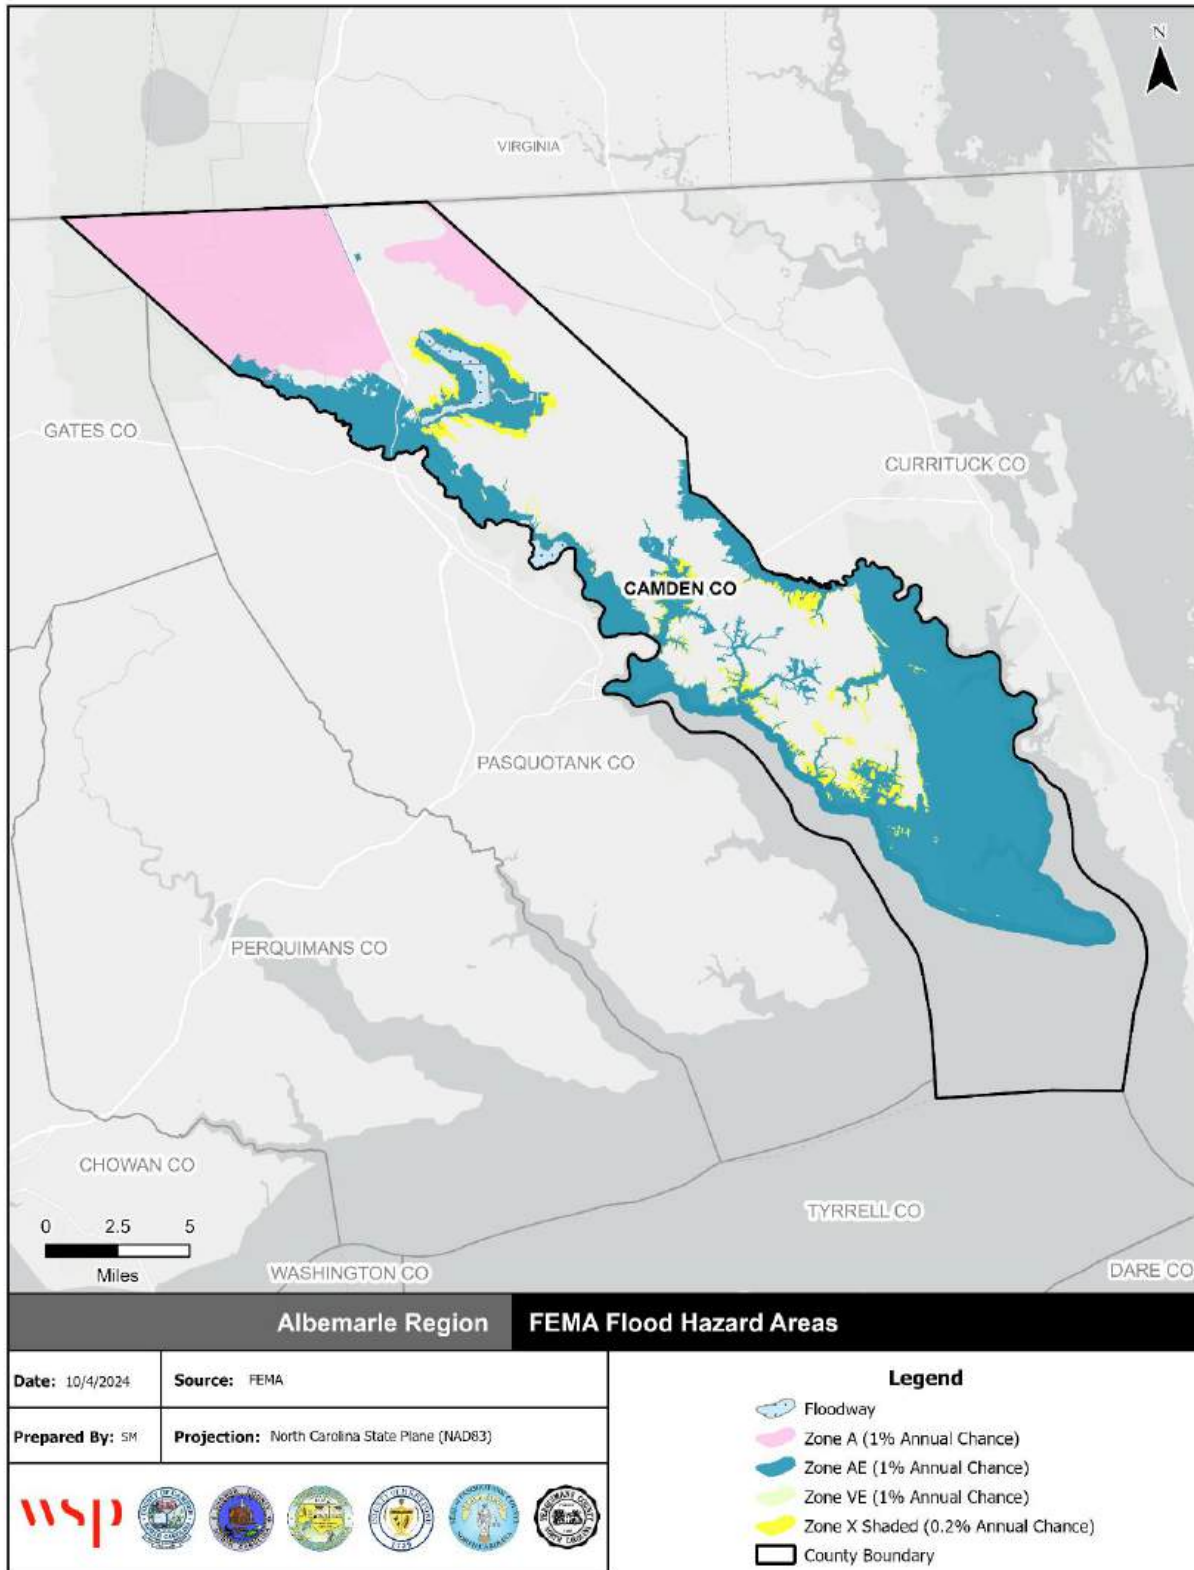 N
VIRGINIA
GATES CO
CURRITUCK CO
CAMDEN CO
PASQUOTANK CO
PERQUIMANS CO
CHOWAN CO
TYRRELL CO
0 2.5 5
Miles
WASHINGTON CO
DARE CO
Albemarle Region FEMA Flood Hazard Areas
Date: 10/4/2024 Source: FEMA
Prepared By: SM Projection: North Carolina State Plane (NAD83)
wsp
Legend
Floodway
Zone A (1% Annual Chance)
Zone AE (1% Annual Chance)
Zone VE (1% Annual Chance)
Zone X Shaded (0.2% Annual Chance)
County Boundary